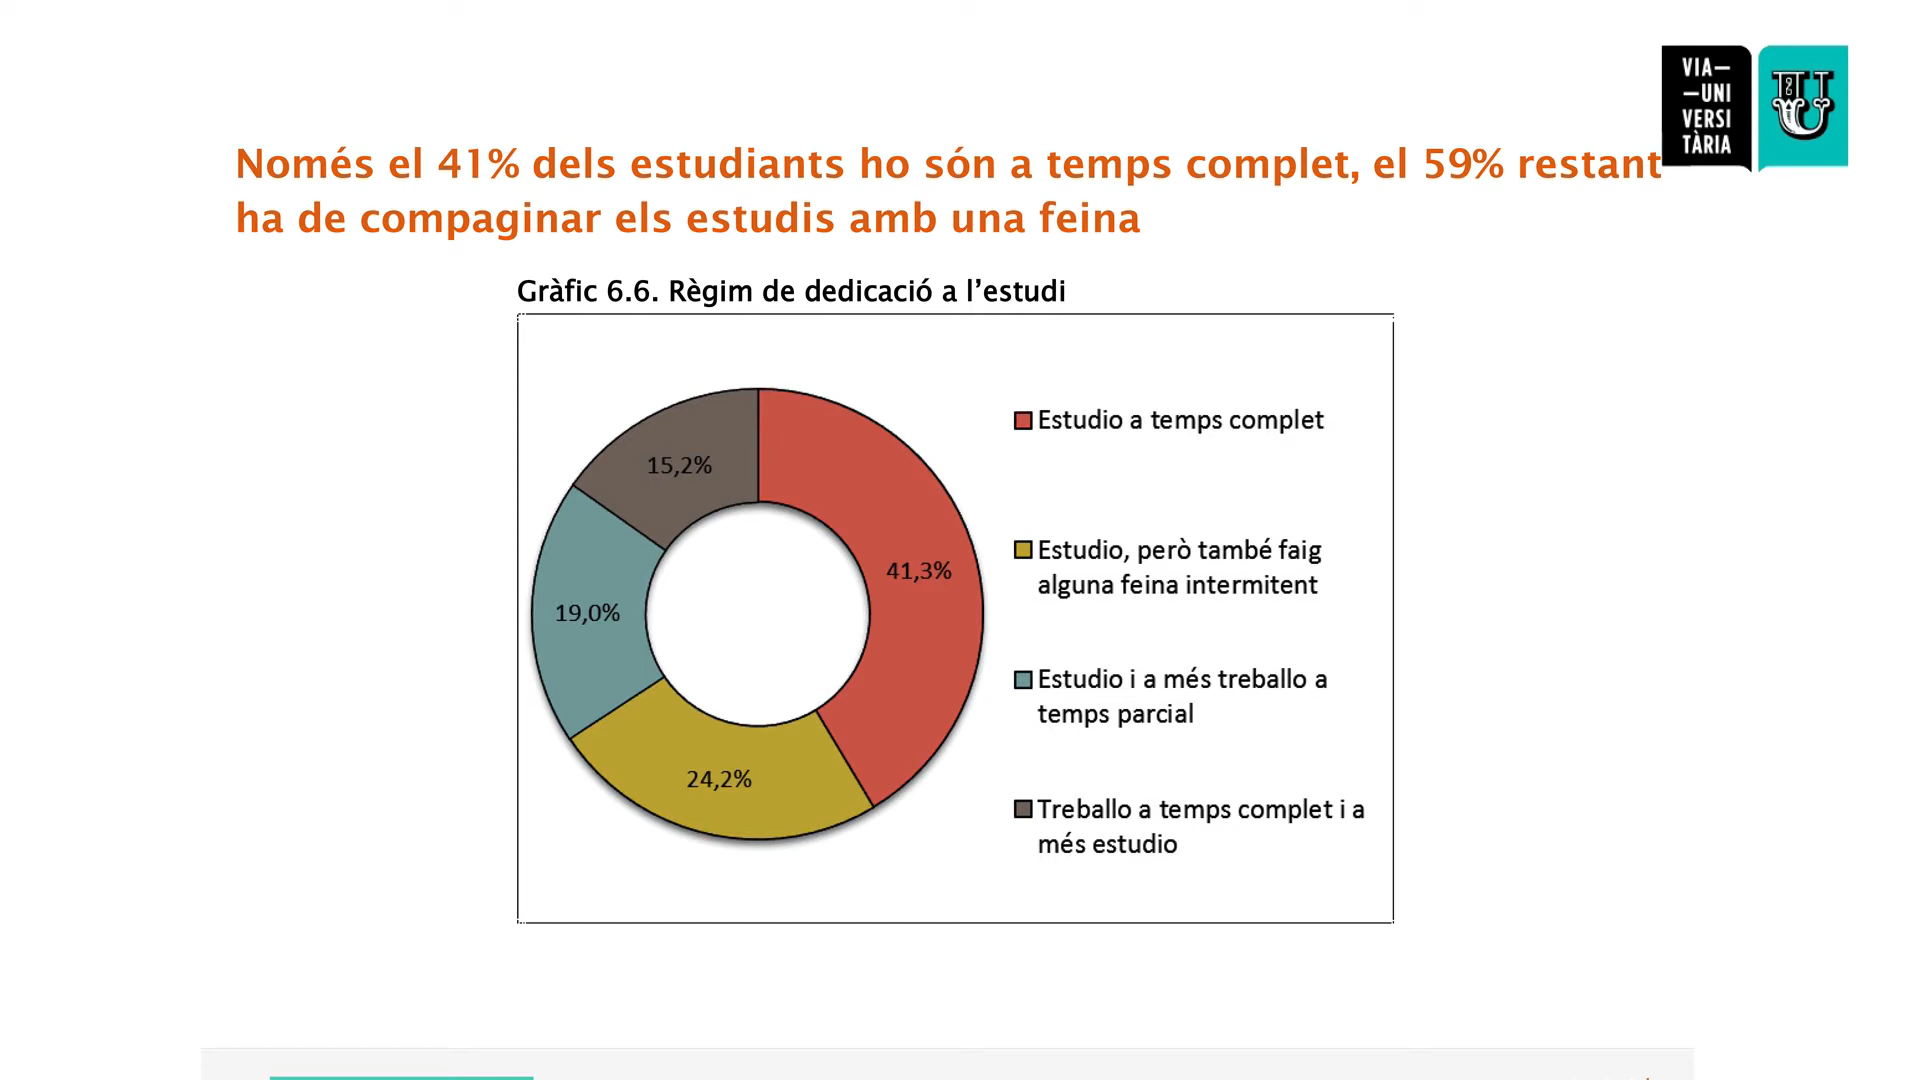 VIA—
—UNI
VERSI
TÀRIA
U
Només el 41% dels estudiants ho són a temps complet, el 59% restant
ha de compaginar els estudis amb una feina
Gràfic 6.6. Règim de dedicació a l’estudi
15,2%
41,3%
19,0%
24,2%
Estudio a temps complet
Estudio, però també faig
alguna feina intermitent
Estudio i a més treballo a
temps parcial
Treballo a temps complet i a
més estudio